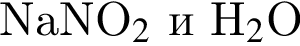 NaNO₂ и H₂O